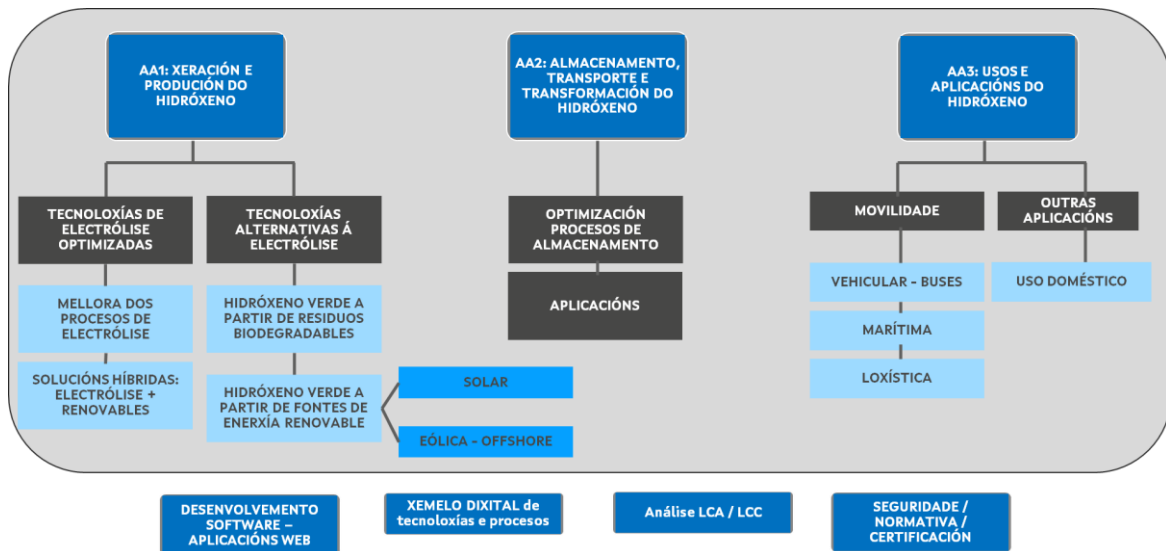 AA1: XERACIÓN E
PRODUCIÓN DO
HIDRÓXENO
AA2: ALMACENAMENTO,
TRANSPORTE E
TRANSFORMACIÓN DO
HIDRÓXENO
AA3: USOS E
APLICACIÓNS DO
HIDRÓXENO
TECNOLOXÍAS DE
ELECTRÓLISE
OPTIMIZADAS
TECNOLOXÍAS
ALTERNATIVAS Á
ELECTRÓLISE
OPTIMIZACIÓN
PROCESOS DE
ALMACENAMENTO
MOVILIDADE
OUTRAS
APLICACIÓNS
MELLORA DOS
PROCESOS DE
ELECTRÓLISE
HIDRÓXENO VERDE A
PARTIR DE RESIDUOS
BIODEGRADABLES
APLICACIÓNS
VEHICULAR - BUSES
USO DOMÉSTICO
MARÍTIMA
SOLUCIÓNS HÍBRIDAS:
ELECTRÓLISE +
RENOVABLES
HIDRÓXENO VERDE A
PARTIR DE FONTES DE
ENERXÍA RENOVABLE
SOLAR
EÓLICA - OFFSHORE
LOXÍSTICA
DESENVOLVEMENTO
SOFTWARE –
APLICACIÓNS WEB
XEMELO DIXITAL de
tecnoloxías e procesos
Análise LCA / LCC
SEGURIDADE /
NORMATIVA /
CERTIFICACIÓN